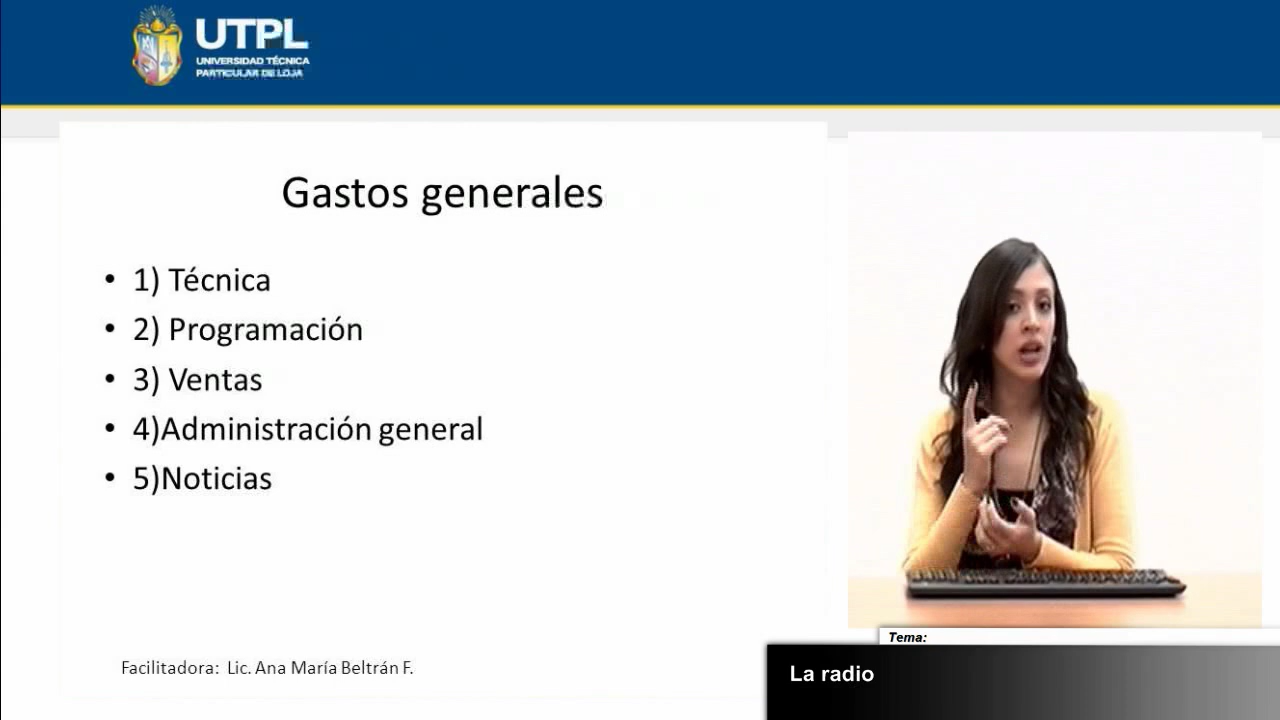 UTPL
UNIVERSIDAD TÉCNICA
PARTICULAR DE LOJA
Gastos generales
• 1) Técnica
• 2) Programación
• 3) Ventas
• 4)Administración general
• 5)Noticias
Facilitadora: Lic. Ana María Beltrán F.
Tema:
La radio